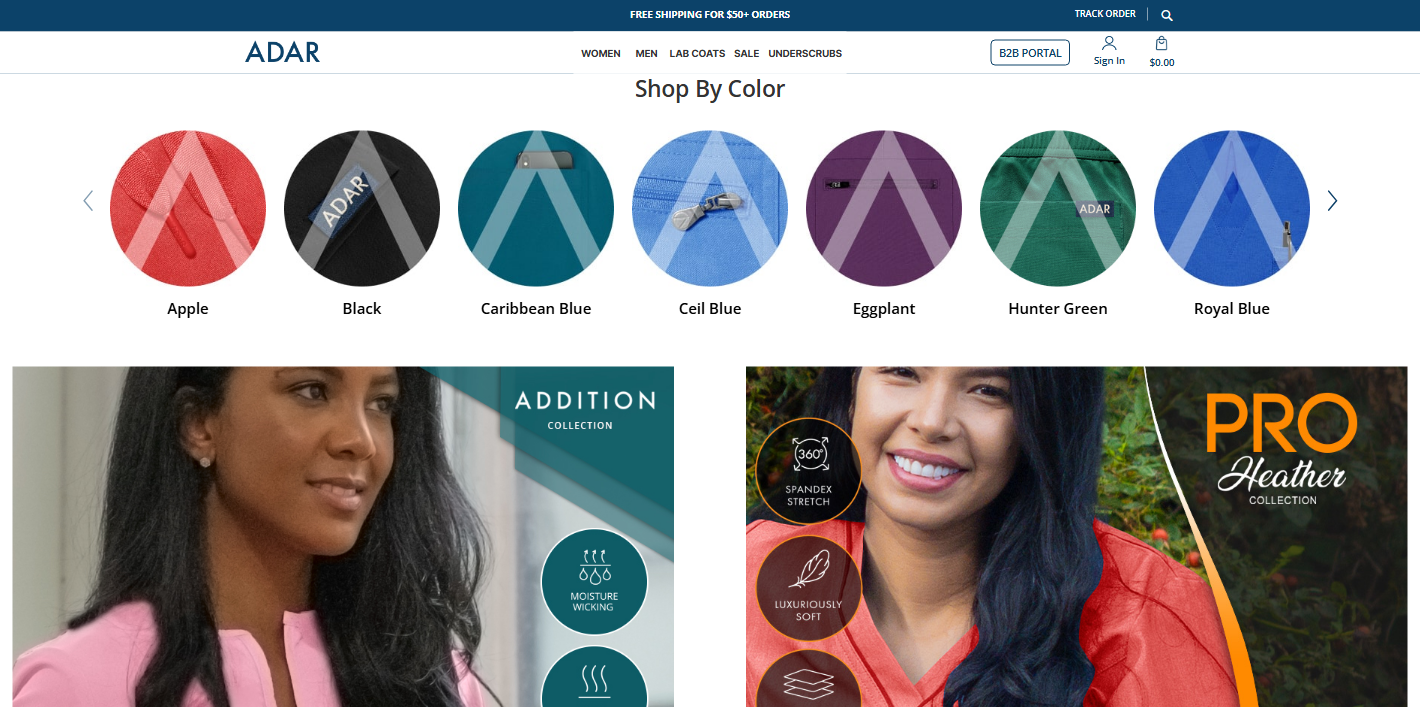 FREE SHIPPING FOR $50+ ORDERS
TRACK ORDER
ADAR
WOMEN MEN LAB COATS SALE UNDERSCRUBS
B2B PORTAL
Sign In
$0.00
Shop By Color
ADAR
ADAR
Apple
Black
Caribbean Blue
Ceil Blue
Eggplant
Hunter Green
Royal Blue
ADDITION
COLLECTION
MOISTURE
WICKING
360°
SPANDEX
STRETCH
LUXURIOUSLY
SOFT
PRO
Heather
COLLECTION